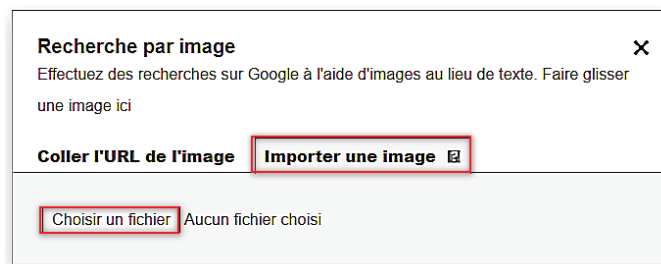 Recherche par image
Effectuez des recherches sur Google à l'aide d'images au lieu de texte. Faire glisser
une image ici
Coller l'URL de l'image Importer une image
Choisir un fichier Aucun fichier choisi